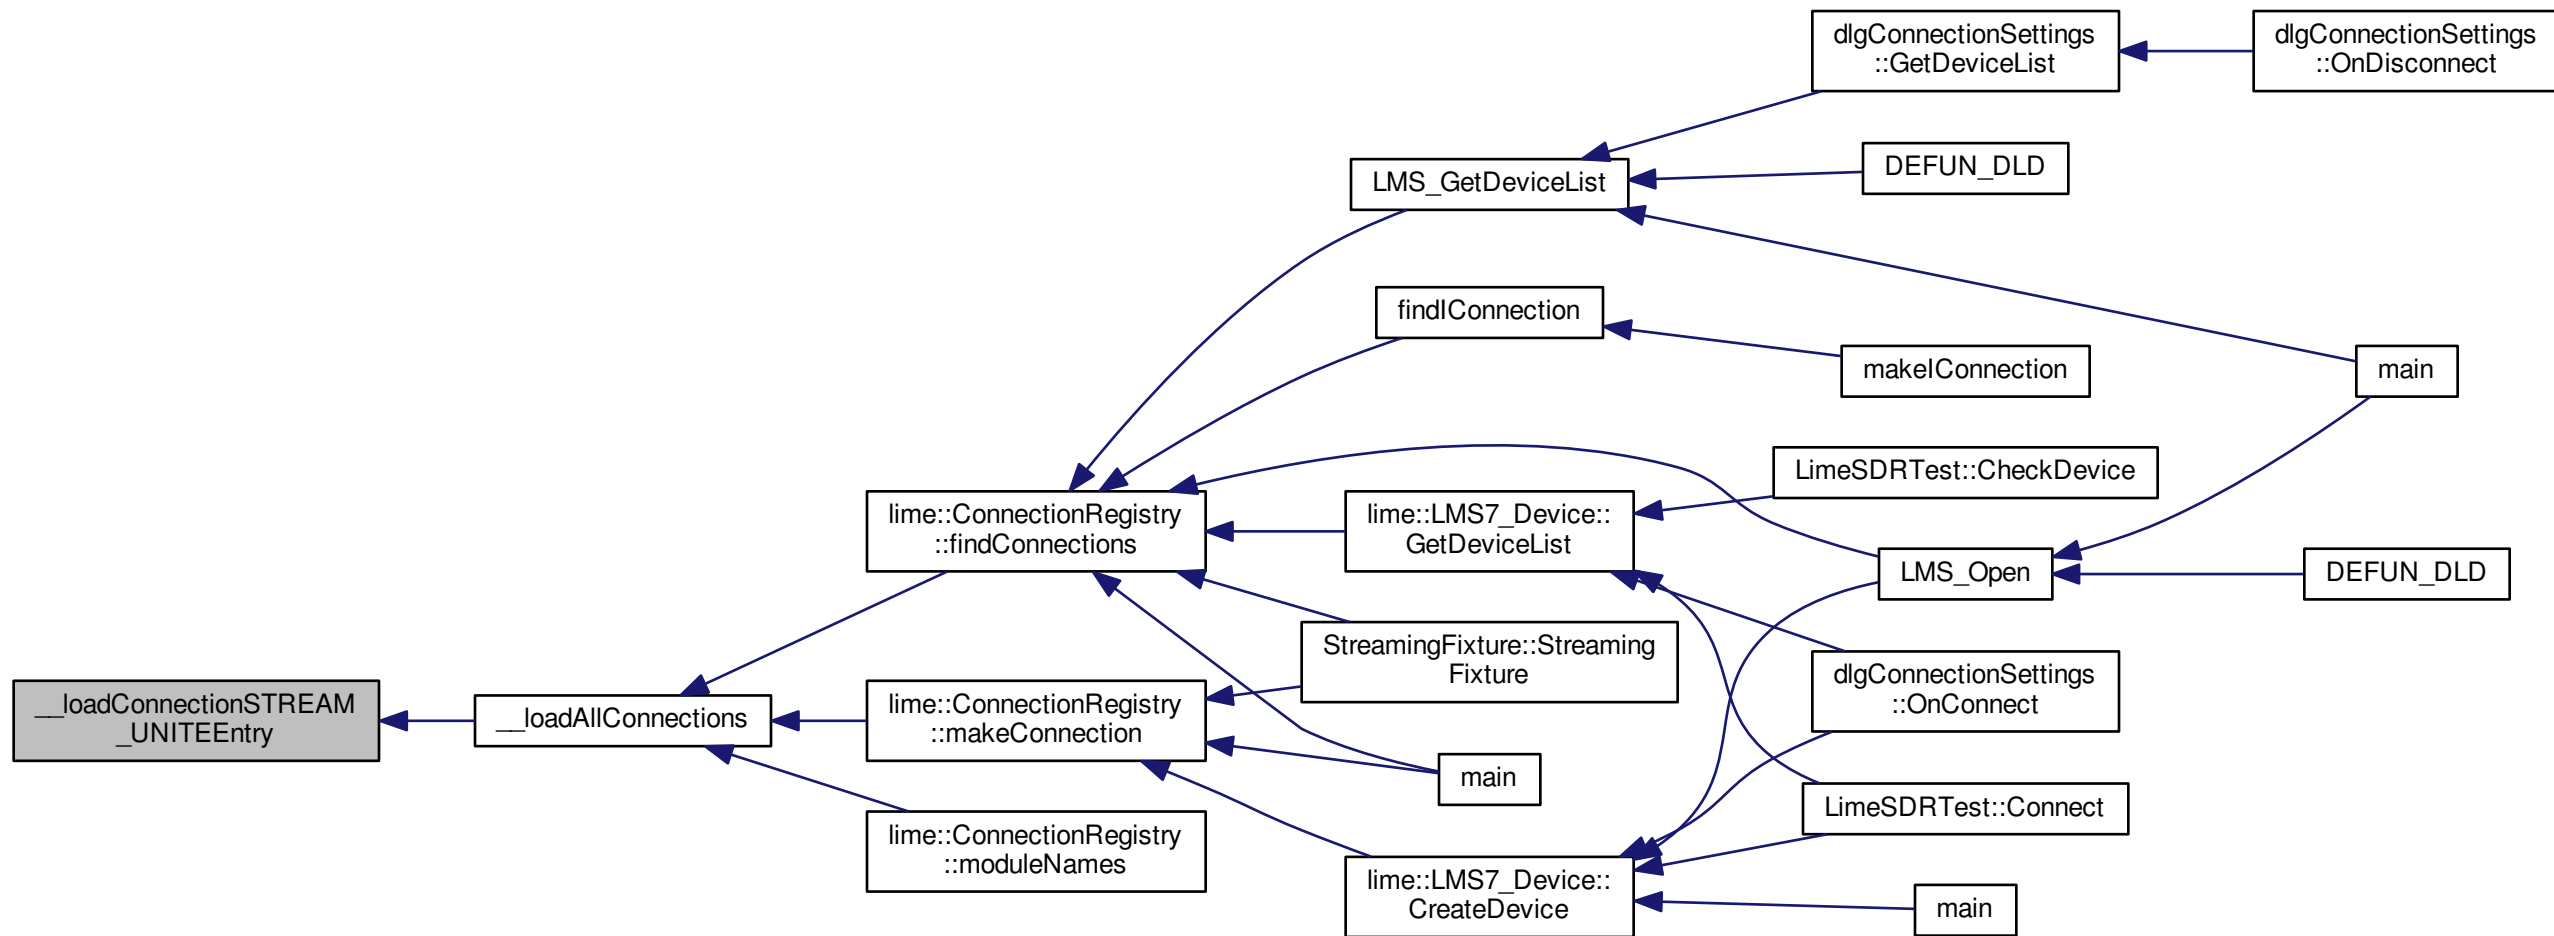 dlgConnectionSettings
::GetDeviceList
dlgConnectionSettings
::OnDisconnect
LMS_GetDeviceList
DEFUN_DLD
findIConnection
makeIConnection
main
lime::ConnectionRegistry
::findConnections
lime::LMS7_Device::
GetDeviceList
LimeSDRTest::CheckDevice
LMS_Open
DEFUN_DLD
StreamingFixture::Streaming
Fixture
dlgConnectionSettings
::OnConnect
__loadConnectionSTREAM
_UNITEEntry
__loadAllConnections
lime::ConnectionRegistry
::makeConnection
main
LimeSDRTest::Connect
lime::ConnectionRegistry
::moduleNames
lime::LMS7_Device::
CreateDevice
main